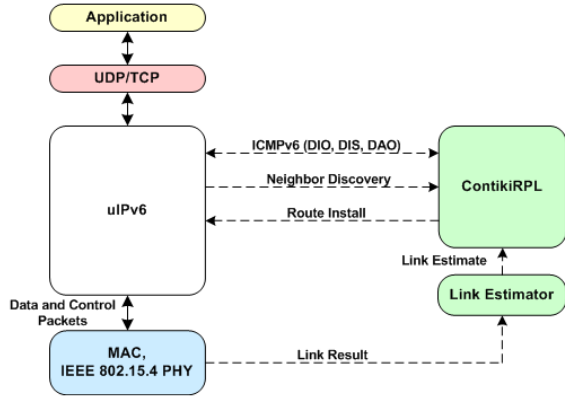 Application
UDP/TCP
ICMPv6 (DIO, DIS, DAO)
Neighbor Discovery
uIPv6
ContikiRPL
Route Install
Link Estimate
Data and Control
Packets
Link Estimator
MAC,
IEEE 802.15.4 PHY
Link Result